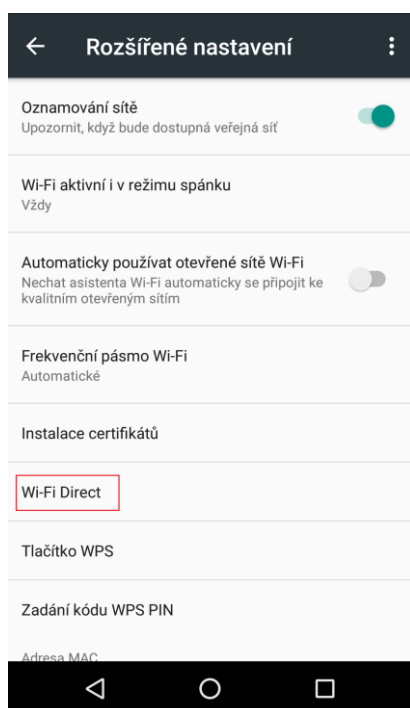 Rozšířené nastavení
Oznamování sítě
Upozornit, když bude dostupná veřejná síť
Wi-Fi aktivní i v režimu spánku
Vždy
Automaticky používat otevřené sítě Wi-Fi
Nechat asistenta Wi-Fi automaticky se připojit ke
kvalitním otevřeným sítím
Frekvenční pásmo Wi-Fi
Automatické
Instalace certifikátů
Wi-Fi Direct
Tlačítko WPS
Zadání kódu WPS PIN
Adresa MAC